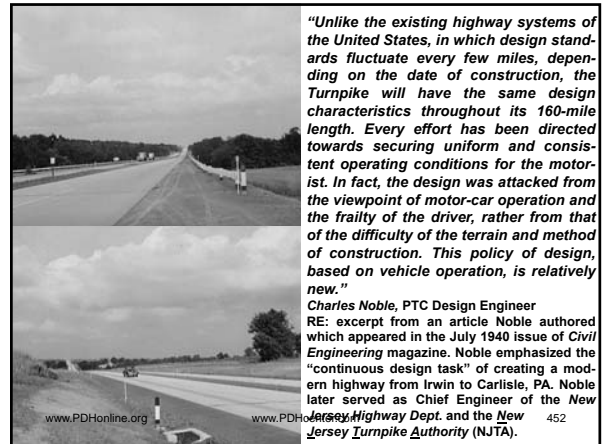 “Unlike the existing highway systems of
the United States, in which design stand-
ards fluctuate every few miles, depen-
ding on the date of construction, the
Turnpike will have the same design
characteristics throughout its 160-mile
length. Every effort has been directed
towards securing uniform and consis-
tent operating conditions for the motor-
ist. In fact, the design was attacked from
the viewpoint of motor-car operation and
the frailty of the driver, rather from that
of the difficulty of the terrain and method
of construction. This policy of design,
based on vehicle operation, is relatively
new.”
Charles Noble, PTC Design Engineer
RE: excerpt from an article Noble authored
which appeared in the July 1940 issue of Civil
Engineering magazine. Noble emphasized the
“continuous design task” of creating a mod-
ern highway from Irwin to Carlisle, PA. Noble
later served as Chief Engineer of the New
Jersey Highway Dept. and the New
Jersey Turnpike Authority (NJTA).
www.PDHonline.org
452